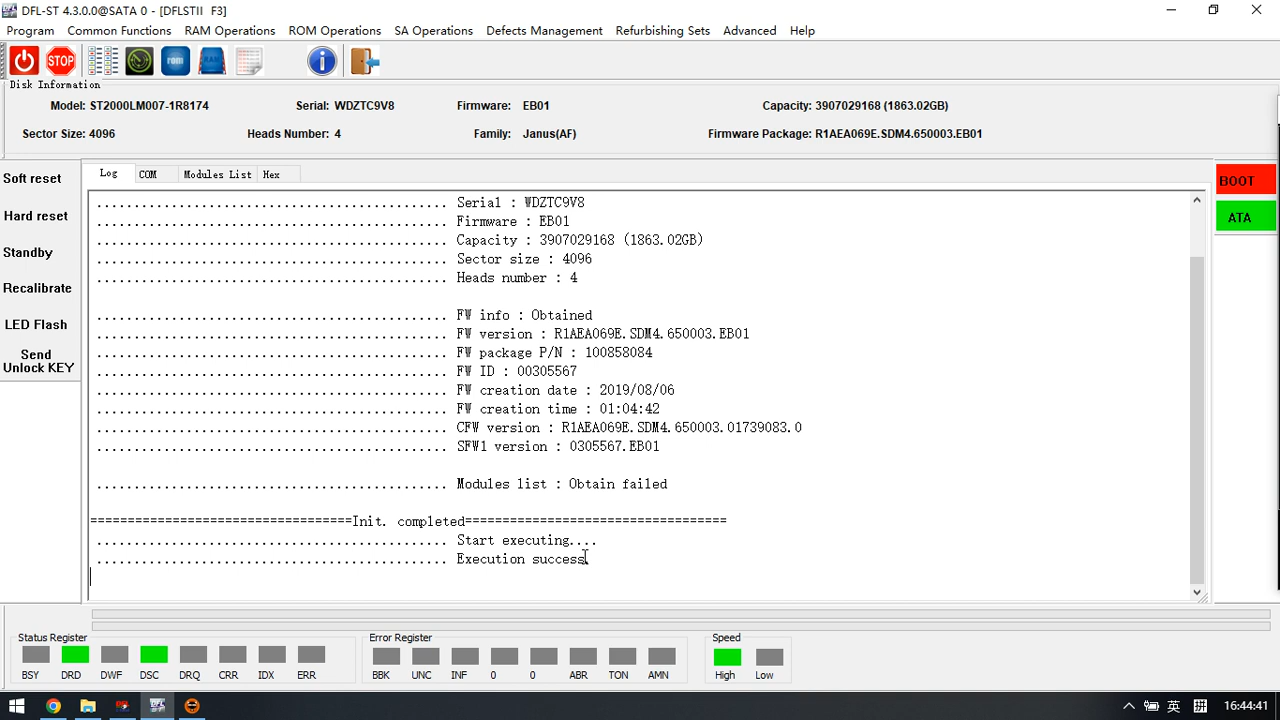 DFL-ST 4.3.0.0@SATA 0 - [DFLSTII F3]
Program Common Functions RAM Operations ROM Operations SA Operations Defects Management Refurbishing Sets Advanced Help
STOP rom RAM
Disk Information
Model: ST2000LM007-1R8174 Serial: WDZTC9V8 Firmware: EB01 Capacity: 3907029168 (1863.02GB)
Sector Size: 4096 Heads Number: 4 Family: Janus(AF) Firmware Package: R1AEA069E.SDM4.650003.EB01
Soft reset
Hard reset
Standby
Recalibrate
LED Flash
Send
Unlock KEY
Log COM Modules List Hex
............................................... Serial : WDZTC9V8
............................................... Firmware : EB01
............................................... Capacity : 3907029168 (1863.02GB)
............................................... Sector size : 4096
............................................... Heads number : 4
............................................... FW info : Obtained
............................................... FW version : R1AEA069E.SDM4.650003.EB01
............................................... FW package P/N : 100858084
............................................... FW ID : 00305567
............................................... FW creation date : 2019/08/06
............................................... FW creation time : 01:04:42
............................................... CFW version : R1AEA069E.SDM4.650003.01739083.0
............................................... SFW1 version : 0305567.EB01
............................................... Modules list : Obtain failed
===================================Init. completed===================================
............................................... Start executing....
............................................... Execution success
BOOT
ATA
Status Register
BSY DRD DWF DSC DRQ CRR IDX ERR
Error Register
BBK UNC INF 0 0 ABR TON AMN
Speed
High Low
英 拼 16:44:41